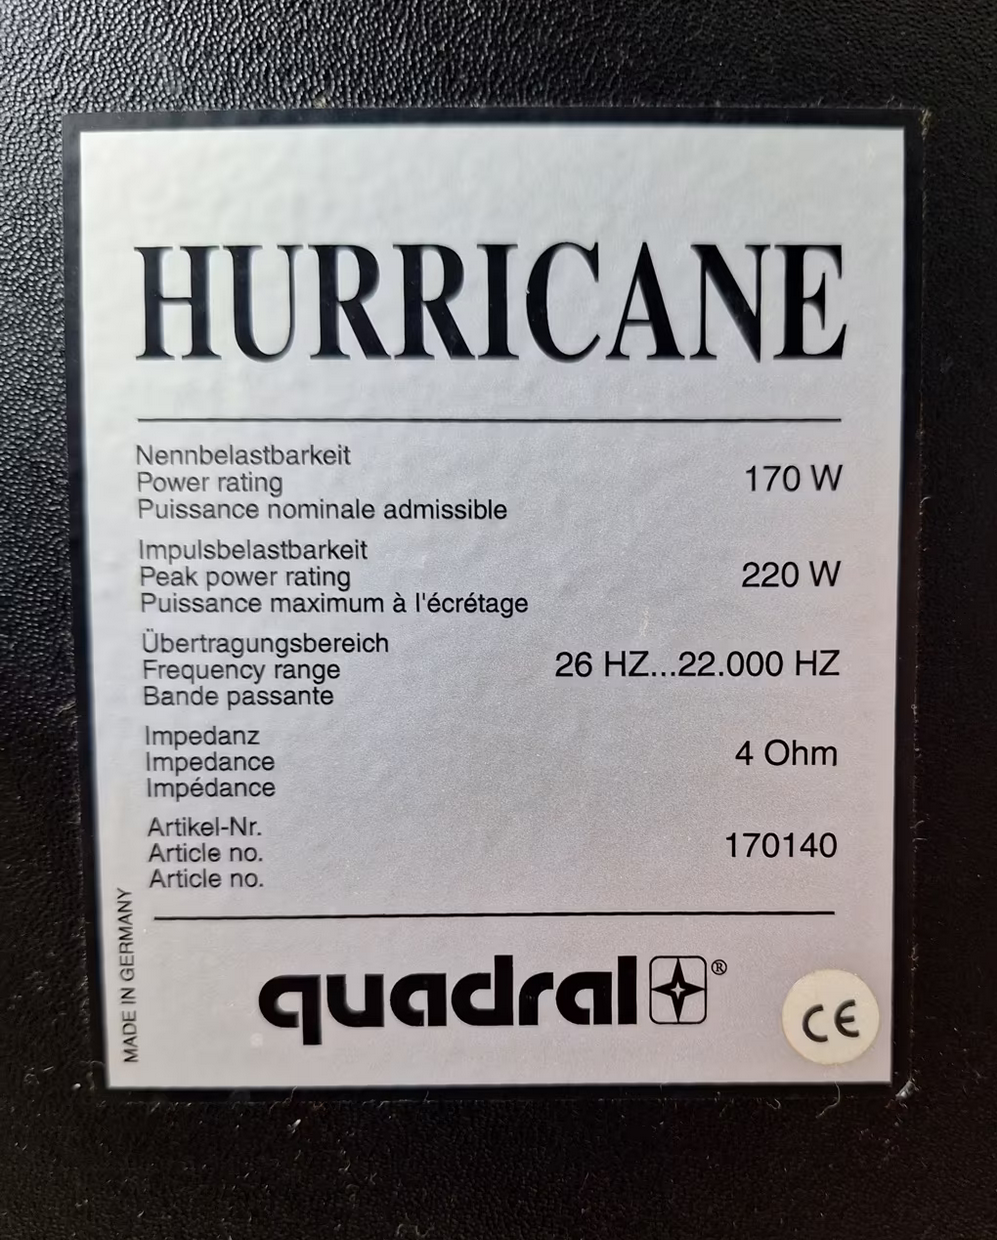 HURRICANE
Nennbelastbarkeit
Power rating
Puissance nominale admissible
170 W
Impulsbelastbarkeit
Peak power rating
Puissance maximum à l'écrétage
220 W
Übertragungsbereich
Frequency range
Bande passante
26 HZ...22.000 HZ
Impedanz
Impedance
Impédance
4 Ohm
Artikel-Nr.
Article no.
Article no.
170140
MADE IN GERMANY
quadral®
CE